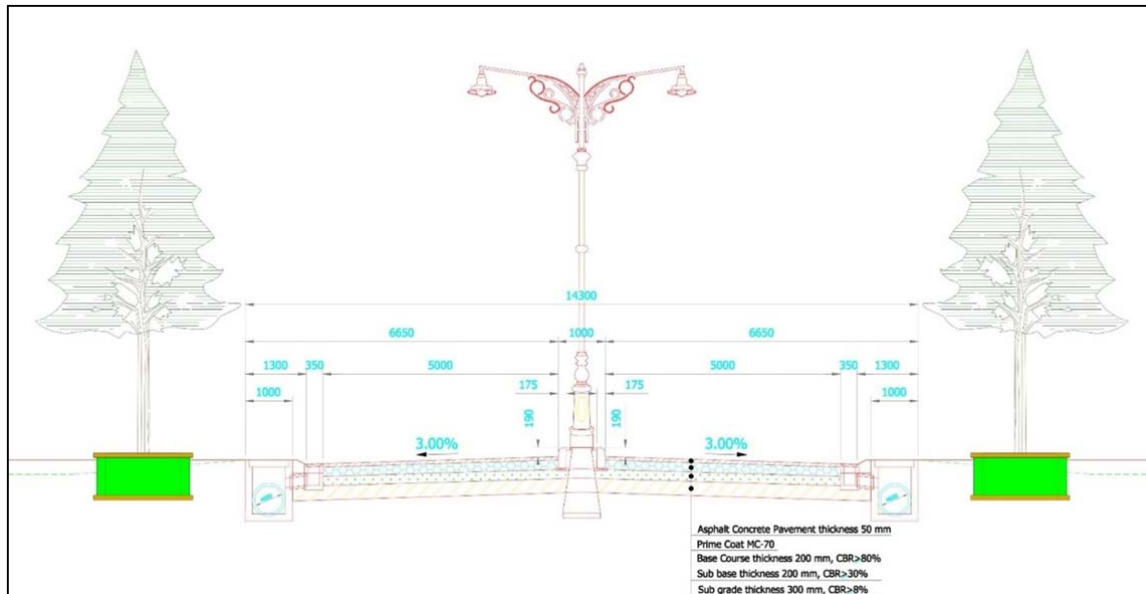 14300
6650 1000 6650
1300 350 5000 5000 350 1300
1000 175 175 1000
190 190
3.00% 3.00%
Asphalt Concrete Pavement thickness 50 mm
Prime Coat MC-70
Base Course thickness 200 mm, CBR>80%
Sub base thickness 200 mm, CBR>30%
Sub grade thickness 300 mm, CBR>8%